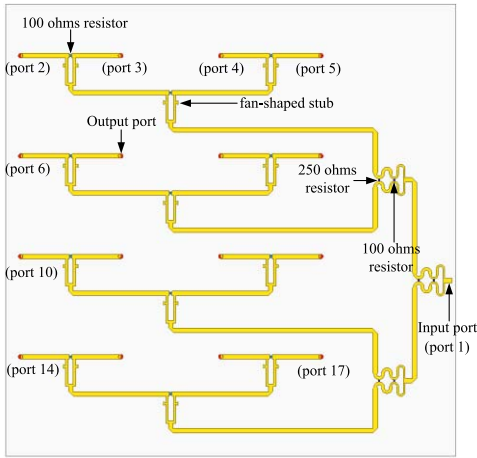 100 ohms resistor
(port 2)
(port 3)
(port 4)
(port 5)
fan-shaped stub
Output port
(port 6)
250 ohms
resistor
100 ohms
resistor
(port 10)
Input port
(port 1)
(port 14)
(port 17)